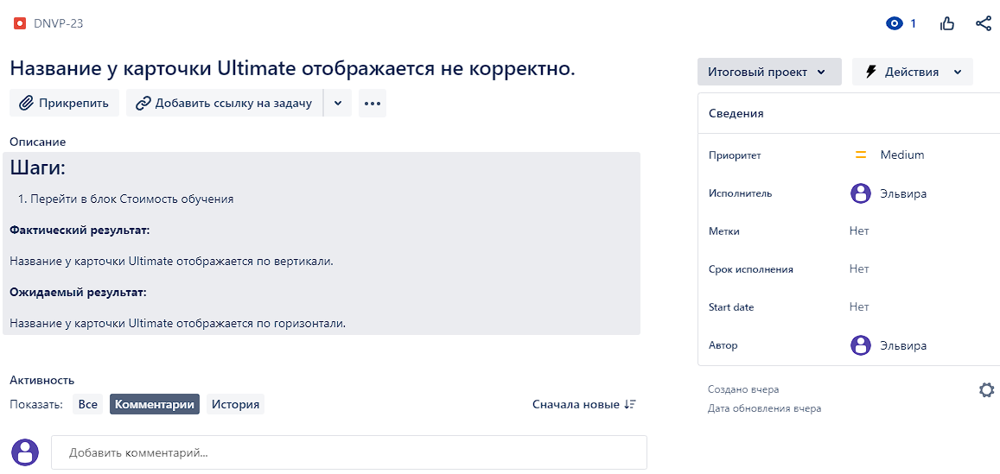 DNVP-23
1
Название у карточки Ultimate отображается не корректно.
Прикрепить
Добавить ссылку на задачу
Описание
Шаги:
1. Перейти в блок Стоимость обучения
Фактический результат:
Название у карточки Ultimate отображается по вертикали.
Ожидаемый результат:
Название у карточки Ultimate отображается по горизонтали.
Активность
Показать: Все Комментарии История Сначала новые
Добавить комментарий...
Итоговый проект
Действия
Сведения
Приоритет Medium
Исполнитель Эльвира
Метки Нет
Срок исполнения Нет
Start date Нет
Автор Эльвира
Создано вчера
Дата обновления вчера